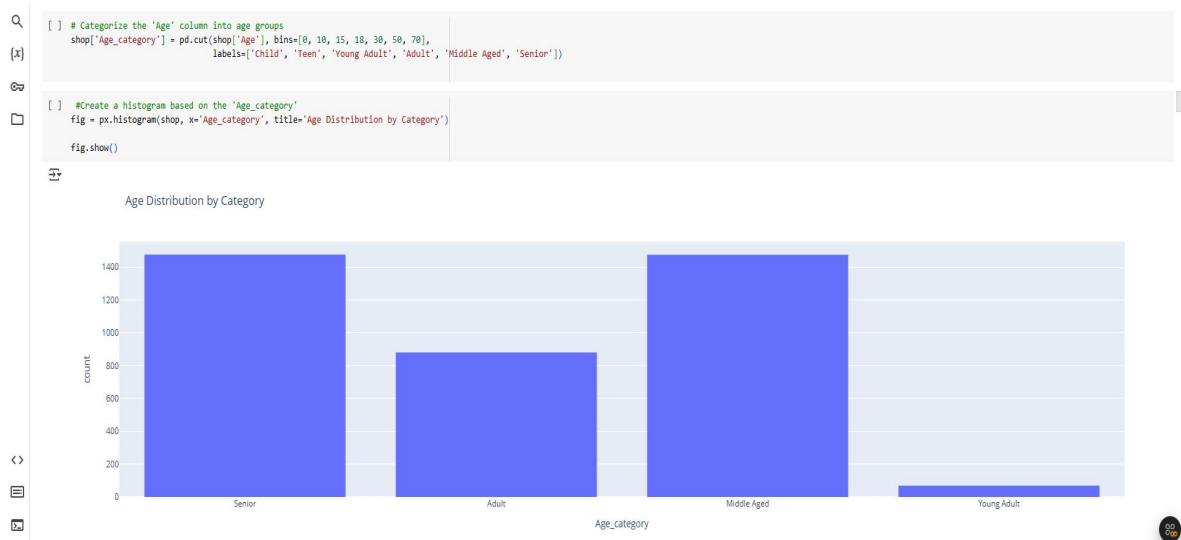 [ ] # Categorize the 'Age' column into age groups
shop['Age_category'] = pd.cut(shop['Age'], bins=[0, 10, 15, 18, 30, 50, 70],
labels=['Child', 'Teen', 'Young Adult', 'Adult', 'Middle Aged', 'Senior'])
{x}
[ ] #Create a histogram based on the 'Age_category'
fig = px.histogram(shop, x='Age_category', title='Age Distribution by Category')
fig.show()
Age Distribution by Category
1400
1200
1000
800
600
400
200
0
count
Senior Adult Middle Aged Young Adult
Age_category